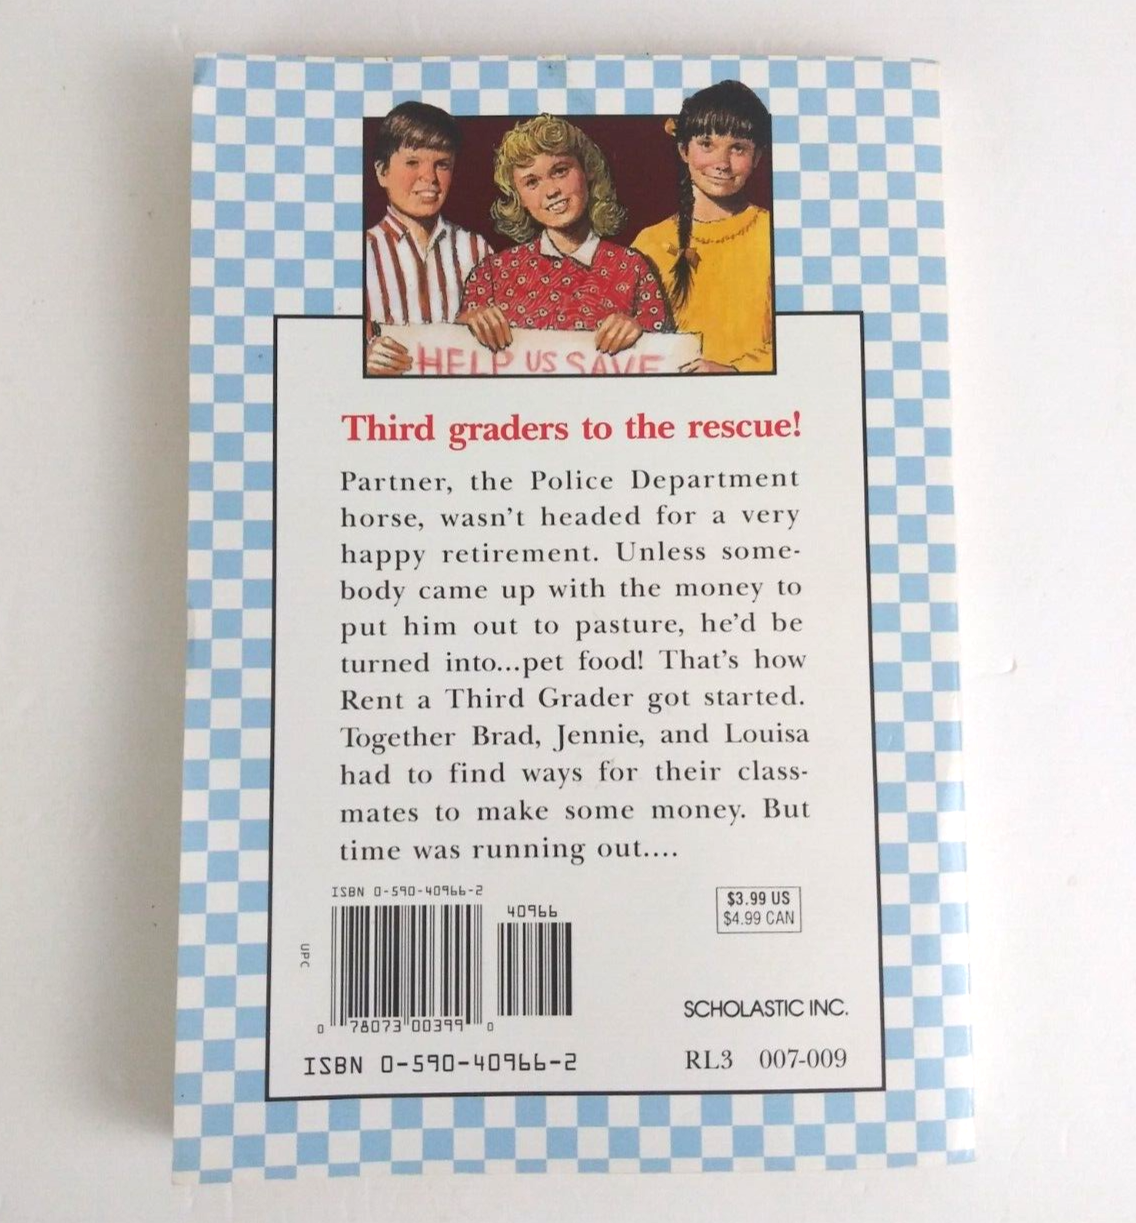 HELP US SAVE
Third graders to the rescue!
Partner, the Police Department
horse, wasn't headed for a very
happy retirement. Unless some-
body came up with the money to
put him out to pasture, he'd be
turned into...pet food! That's how
Rent a Third Grader got started.
Together Brad, Jennie, and Louisa
had to find ways for their class-
mates to make some money. But
time was running out....
ISBN 0-590-40966-2
40966
$3.99 US
$4.99 CAN
UPC
0 78073 00399 0
SCHOLASTIC INC.
ISBN 0-590-40966-2
RL3 007-009